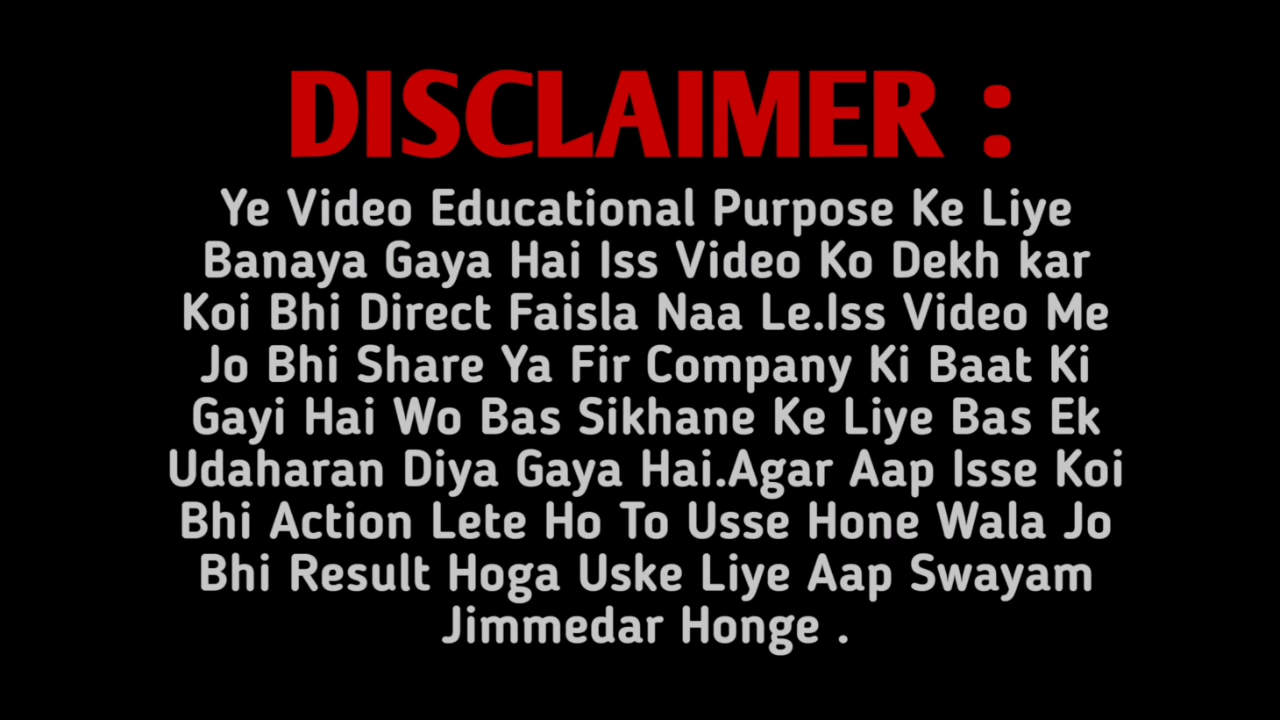 DISCLAIMER :
Ye Video Educational Purpose Ke Liye
Banaya Gaya Hai Iss Video Ko Dekh kar
Koi Bhi Direct Faisla Naa Le.Iss Video Me
Jo Bhi Share Ya Fir Company Ki Baat Ki
Gayi Hai Wo Bas Sikhane Ke Liye Bas Ek
Udaharan Diya Gaya Hai.Agar Aap Isse Koi
Bhi Action Lete Ho To Usse Hone Wala Jo
Bhi Result Hoga Uske Liye Aap Swayam
Jimmedar Honge .